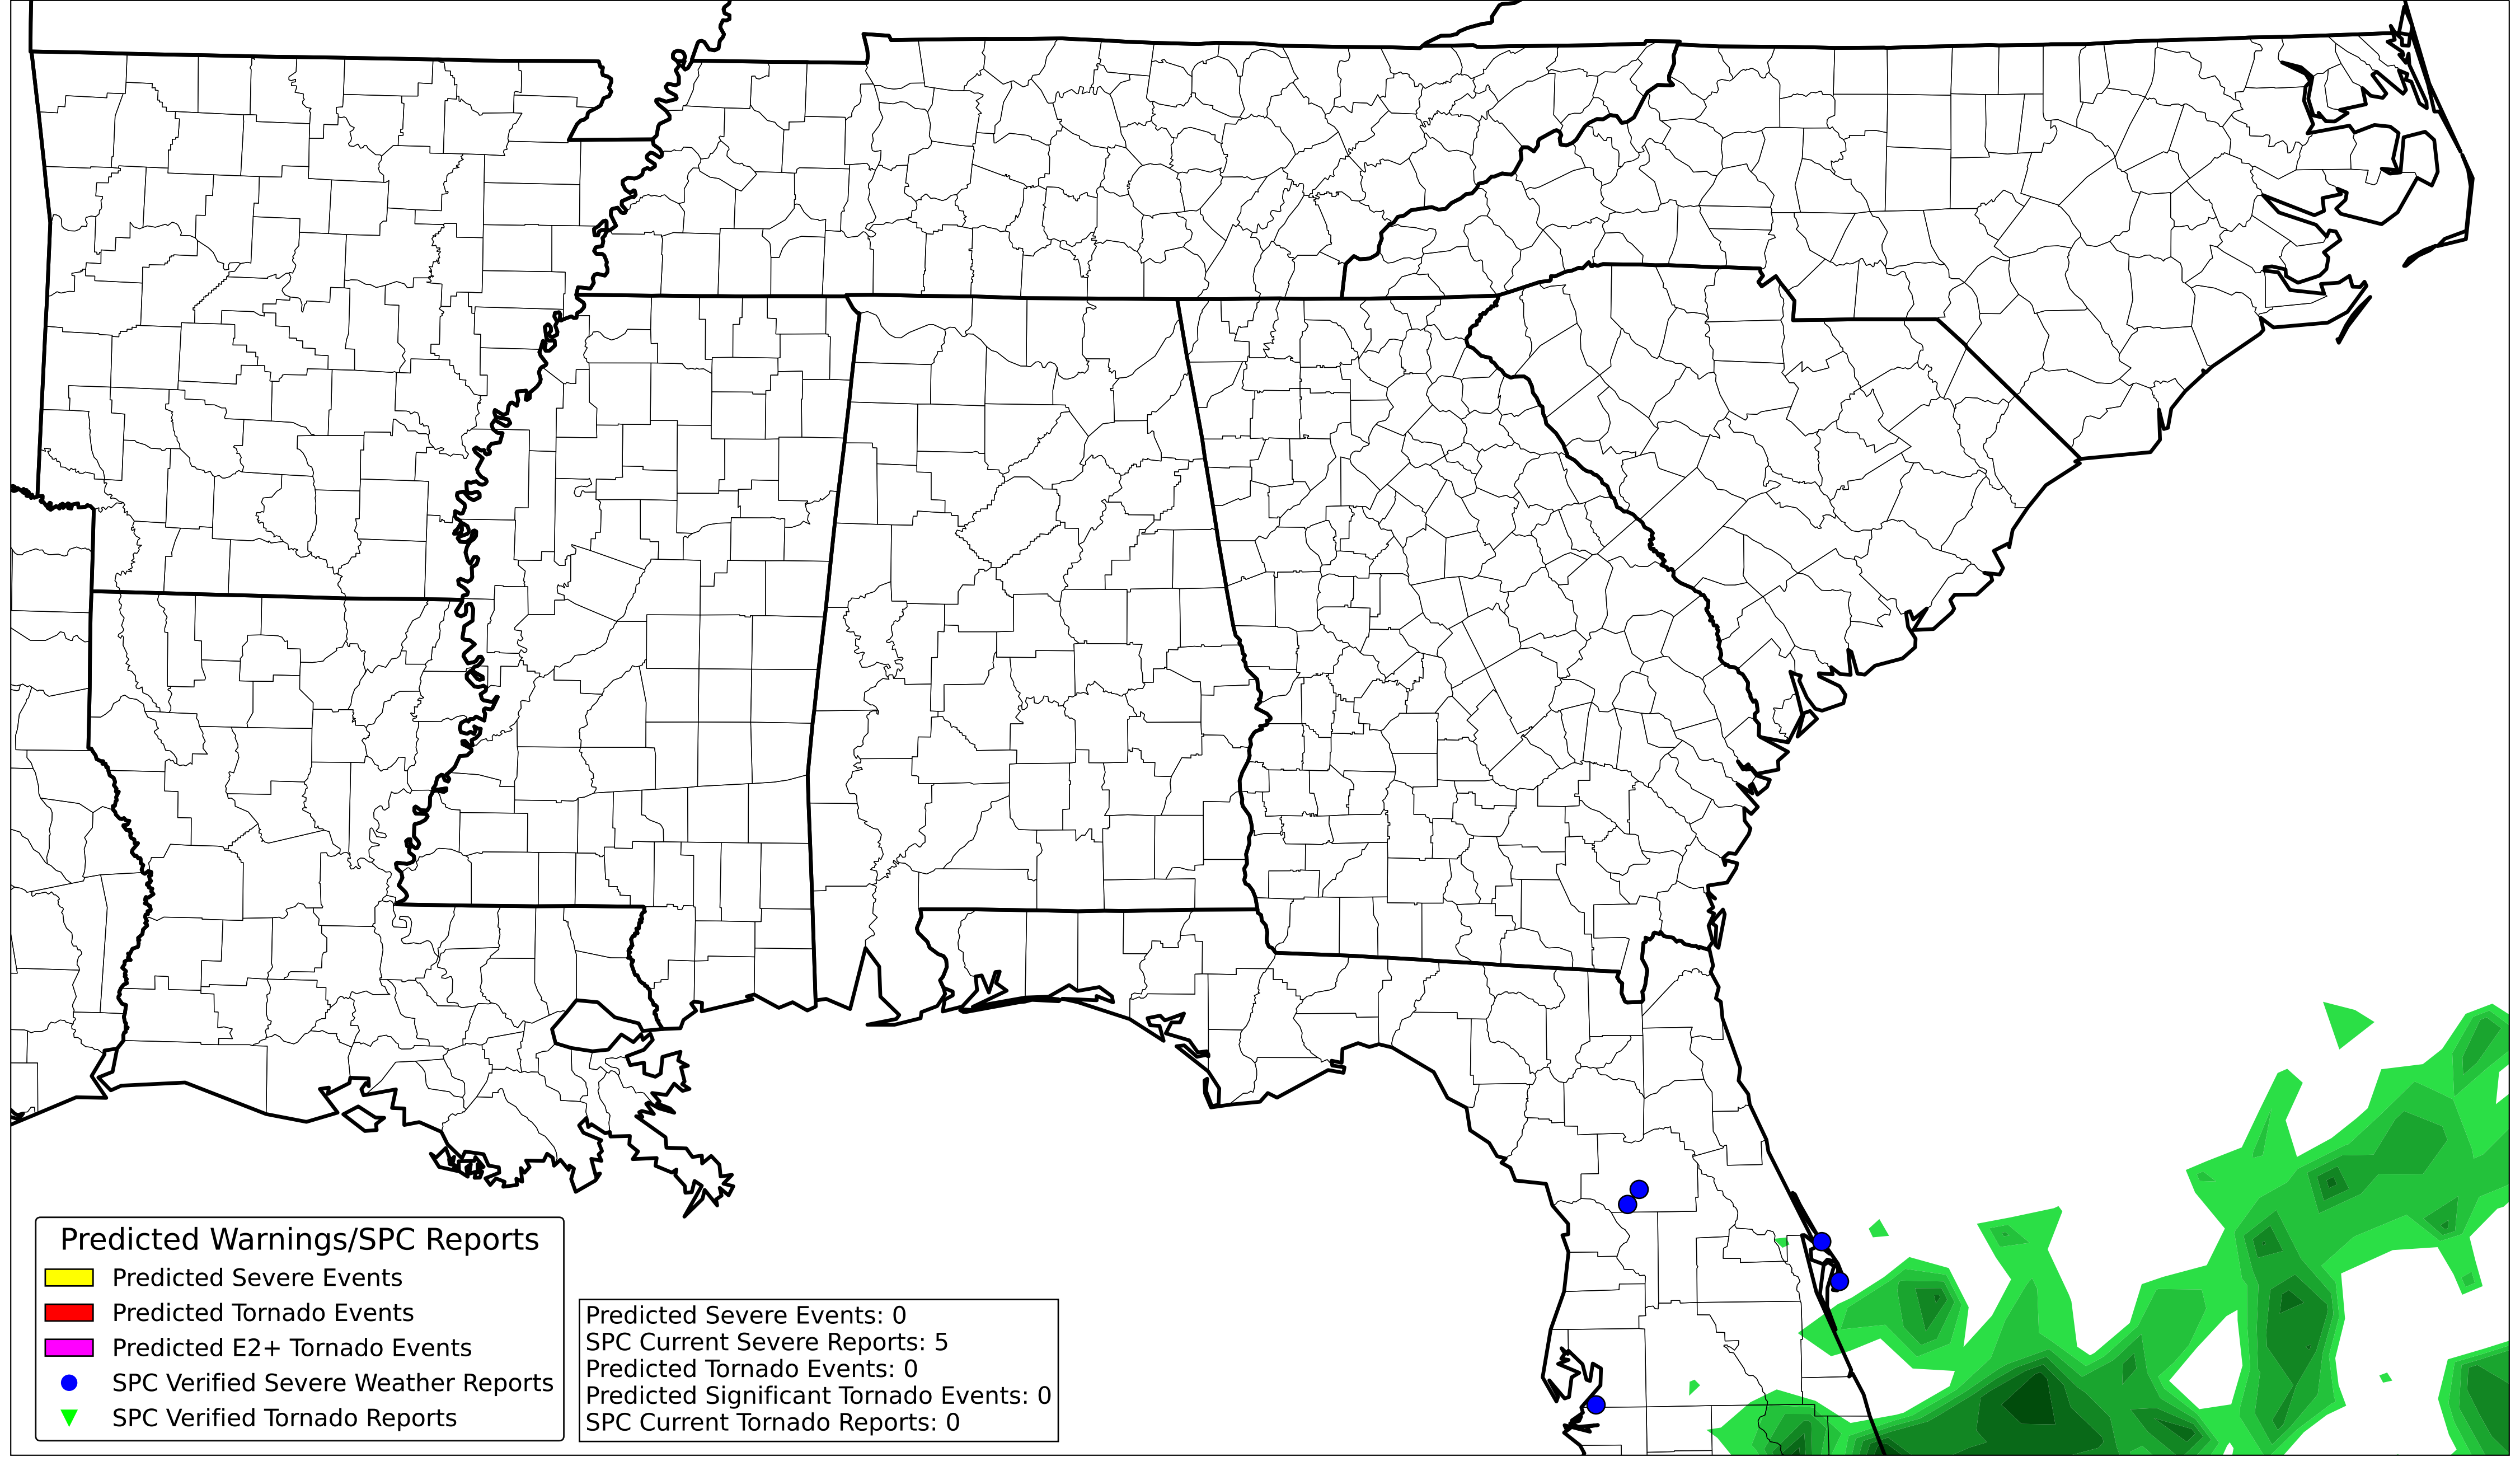 Predicted Warnings/SPC Reports
Predicted Severe Events
Predicted Tornado Events
Predicted E2+ Tornado Events
SPC Verified Severe Weather Reports
SPC Verified Tornado Reports
Predicted Severe Events: 0
SPC Current Severe Reports: 5
Predicted Tornado Events: 0
Predicted Significant Tornado Events: 0
SPC Current Tornado Reports: 0